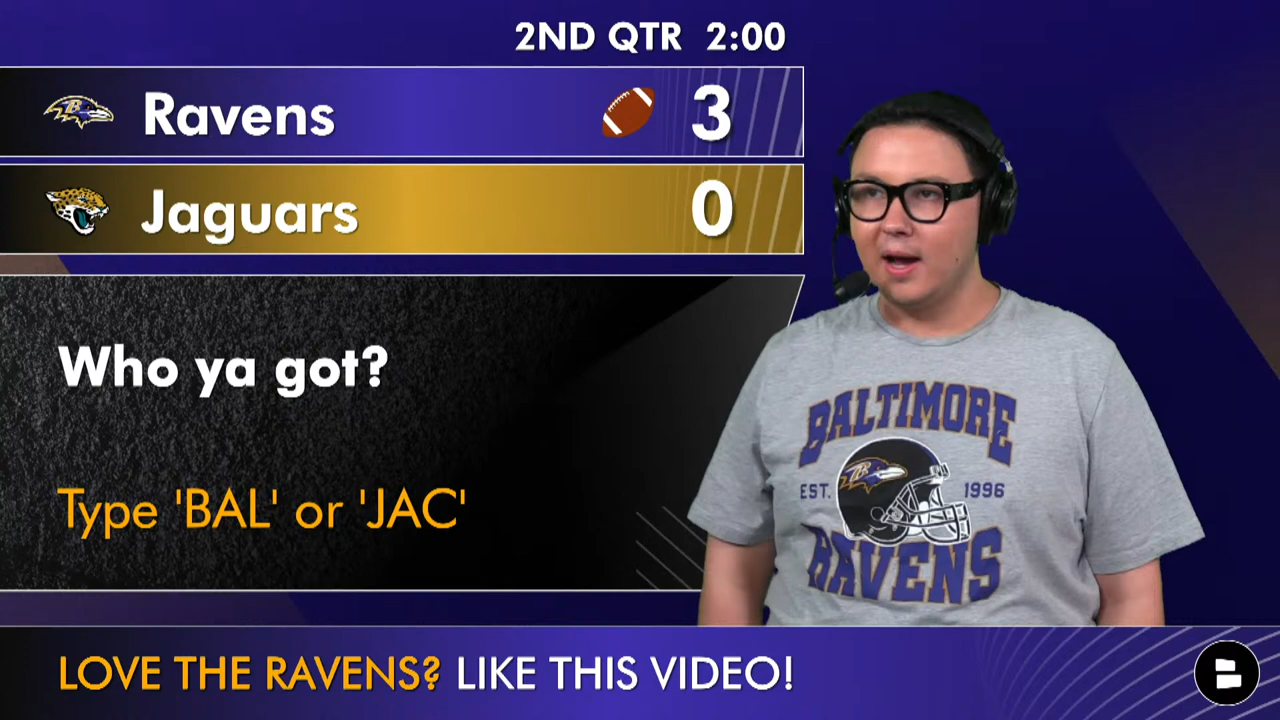 2ND QTR 2:00
Ravens 3
Jaguars 0
Who ya got?
Type 'BAL' or 'JAC'
BALTIMORE
EST. 1996
RAVENS
LOVE THE RAVENS? LIKE THIS VIDEO!